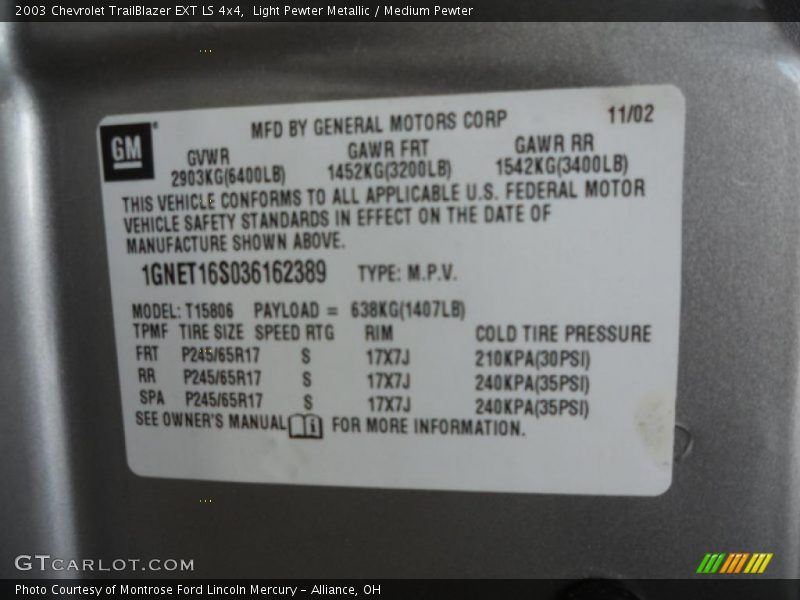 2003 Chevrolet TrailBlazer EXT LS 4x4,  Light Pewter Metallic / Medium Pewter
GM
MFD BY GENERAL MOTORS CORP 11/02
GVWR GAWR FRT GAWR RR
2903KG(6400LB) 1452KG(3200LB) 1542KG(3400LB)
THIS VEHICLE CONFORMS TO ALL APPLICABLE U.S. FEDERAL MOTOR
VEHICLE SAFETY STANDARDS IN EFFECT ON THE DATE OF
MANUFACTURE SHOWN ABOVE.
1GNET16S036162389 TYPE: M.P.V.
MODEL: T15806 PAYLOAD = 638KG(1407LB)
TPMF TIRE SIZE SPEED RTG RIM COLD TIRE PRESSURE
FRT P245/65R17 S 17X7J 210KPA(30PSI)
RR P245/65R17 S 17X7J 240KPA(35PSI)
SPA P245/65R17 S 17X7J 240KPA(35PSI)
SEE OWNER'S MANUAL FOR MORE INFORMATION.
GTCARLOT.COM
Photo Courtesy of Montrose Ford Lincoln Mercury - Alliance, OH